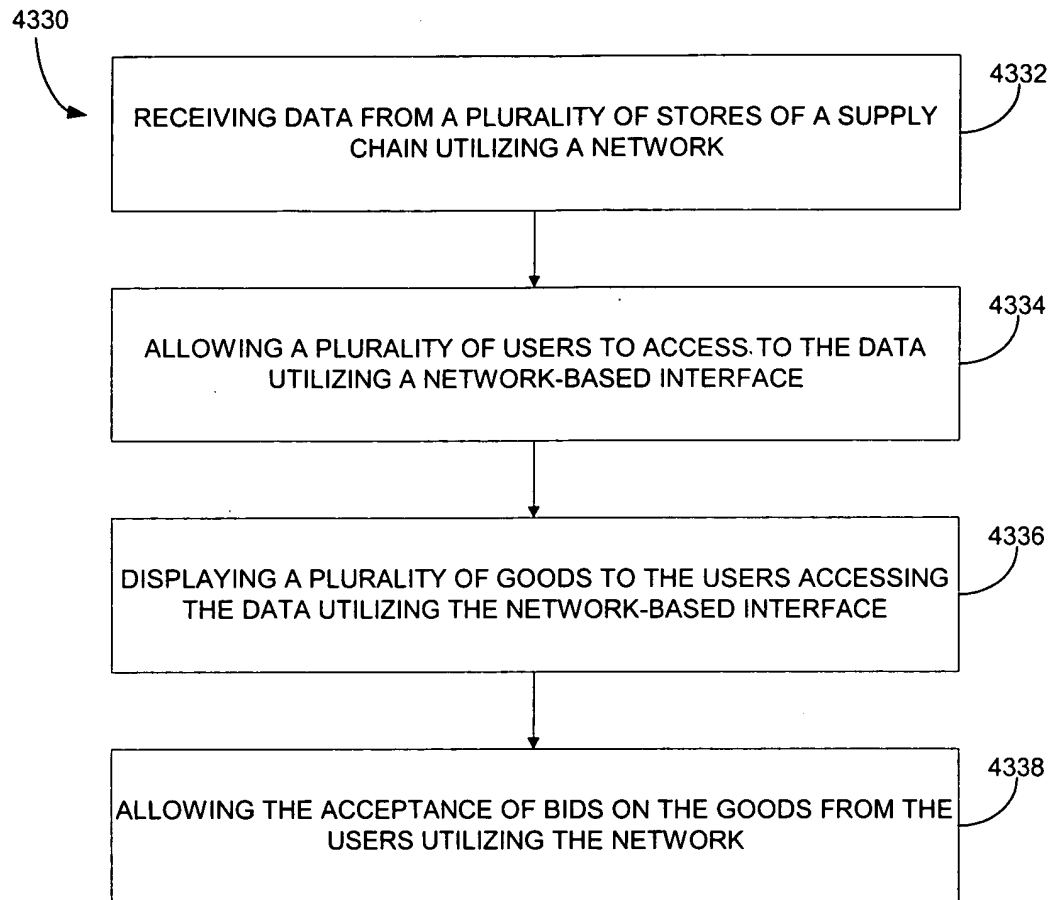 4330
4332
RECEIVING DATA FROM A PLURALITY OF STORES OF A SUPPLY
CHAIN UTILIZING A NETWORK
4334
ALLOWING A PLURALITY OF USERS TO ACCESS TO THE DATA
UTILIZING A NETWORK-BASED INTERFACE
4336
DISPLAYING A PLURALITY OF GOODS TO THE USERS ACCESSING
THE DATA UTILIZING THE NETWORK-BASED INTERFACE
4338
ALLOWING THE ACCEPTANCE OF BIDS ON THE GOODS FROM THE
USERS UTILIZING THE NETWORK